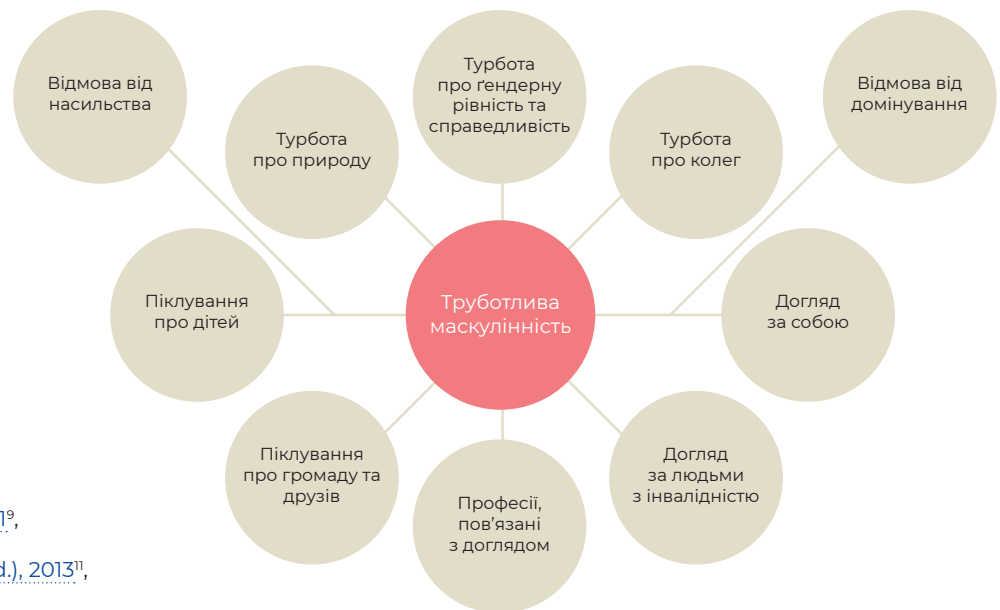 Відмова від
насильства
Турбота
про природу
Турбота
про ґендерну
рівність та
справедливість
Турбота
про колег
Відмова від
домінування
Піклування
про дітей
Труботлива
маскулінність
Догляд
за собою
Піклування
про громаду та
друзів
Професії,
пов’язані
з доглядом
Догляд
за людьми
з інвалідністю
1⁹,
d.), 2013¹¹,